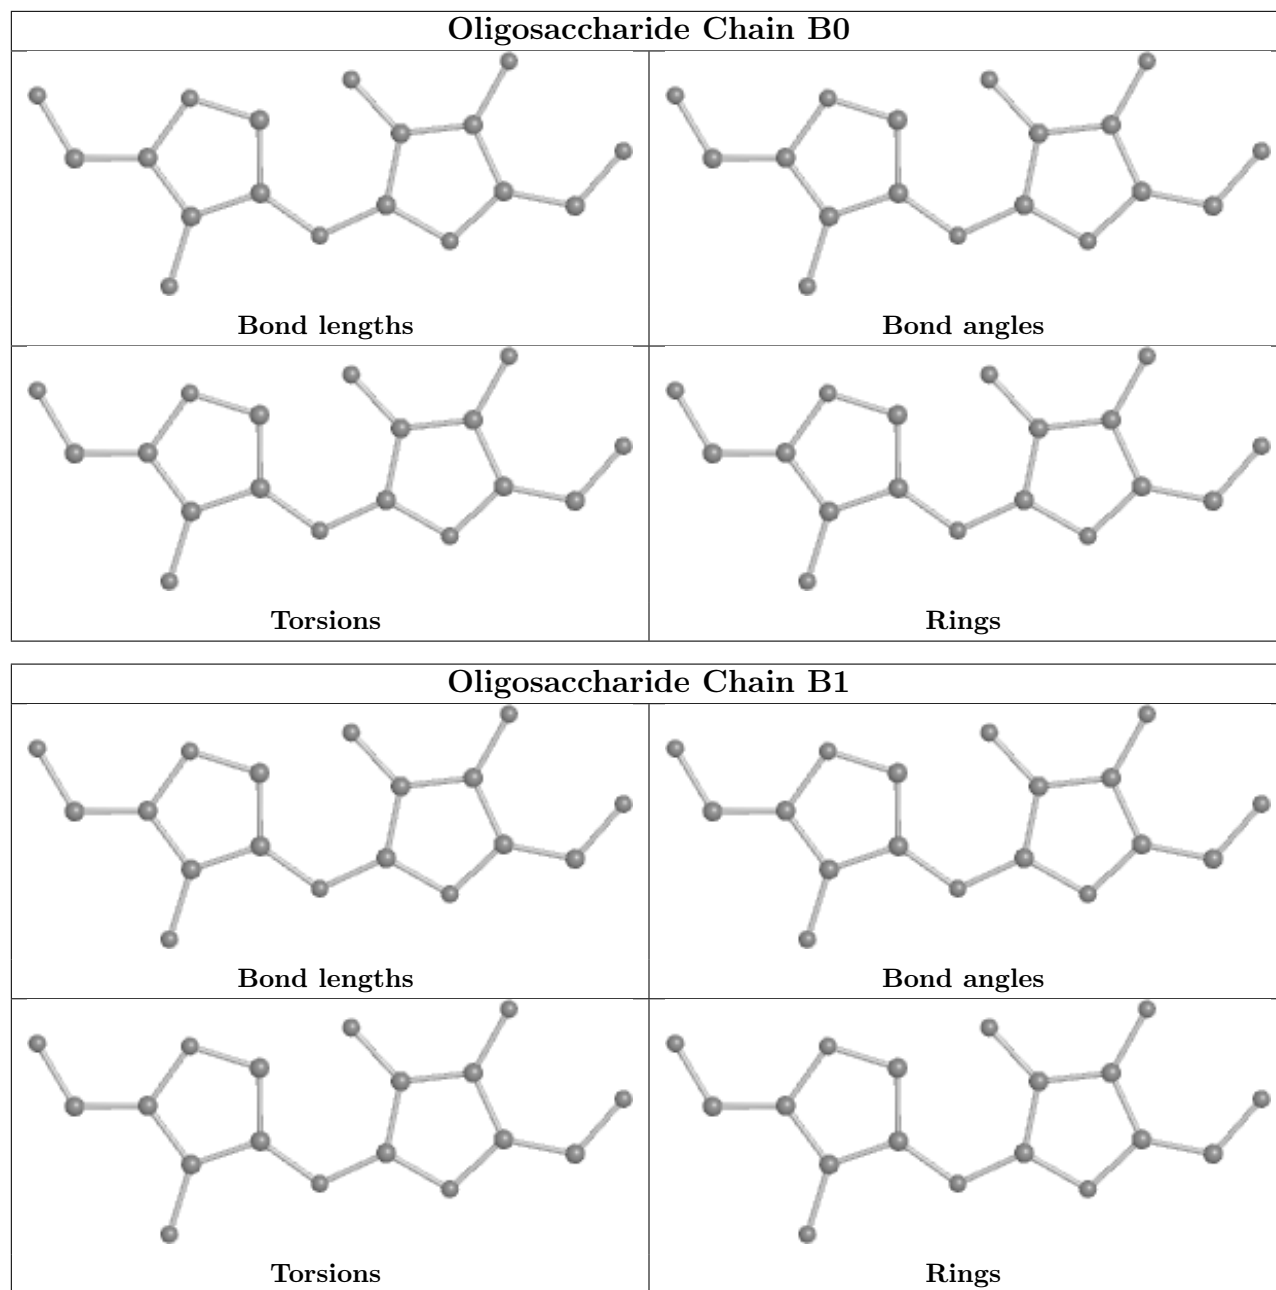 Oligosaccharide Chain B0
Bond lengths
Bond angles
Torsions
Rings
Oligosaccharide Chain B1
Bond lengths
Bond angles
Torsions
Rings